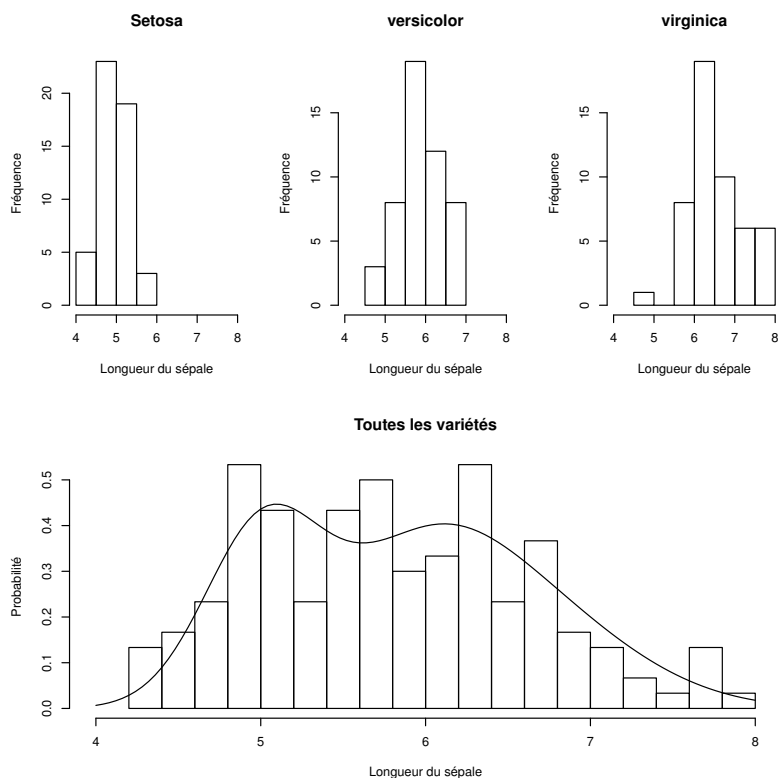 Setosa
versicolor
virginica
Fréquence
0 5 10 15 20
4 5 6 7 8
Longueur du sépale
Fréquence
0 5 10 15
4 5 6 7 8
Longueur du sépale
Fréquence
0 5 10 15
4 5 6 7 8
Longueur du sépale
Toutes les variétés
Probabilité
0.0 0.1 0.2 0.3 0.4 0.5
4 5 6 7 8
Longueur du sépale